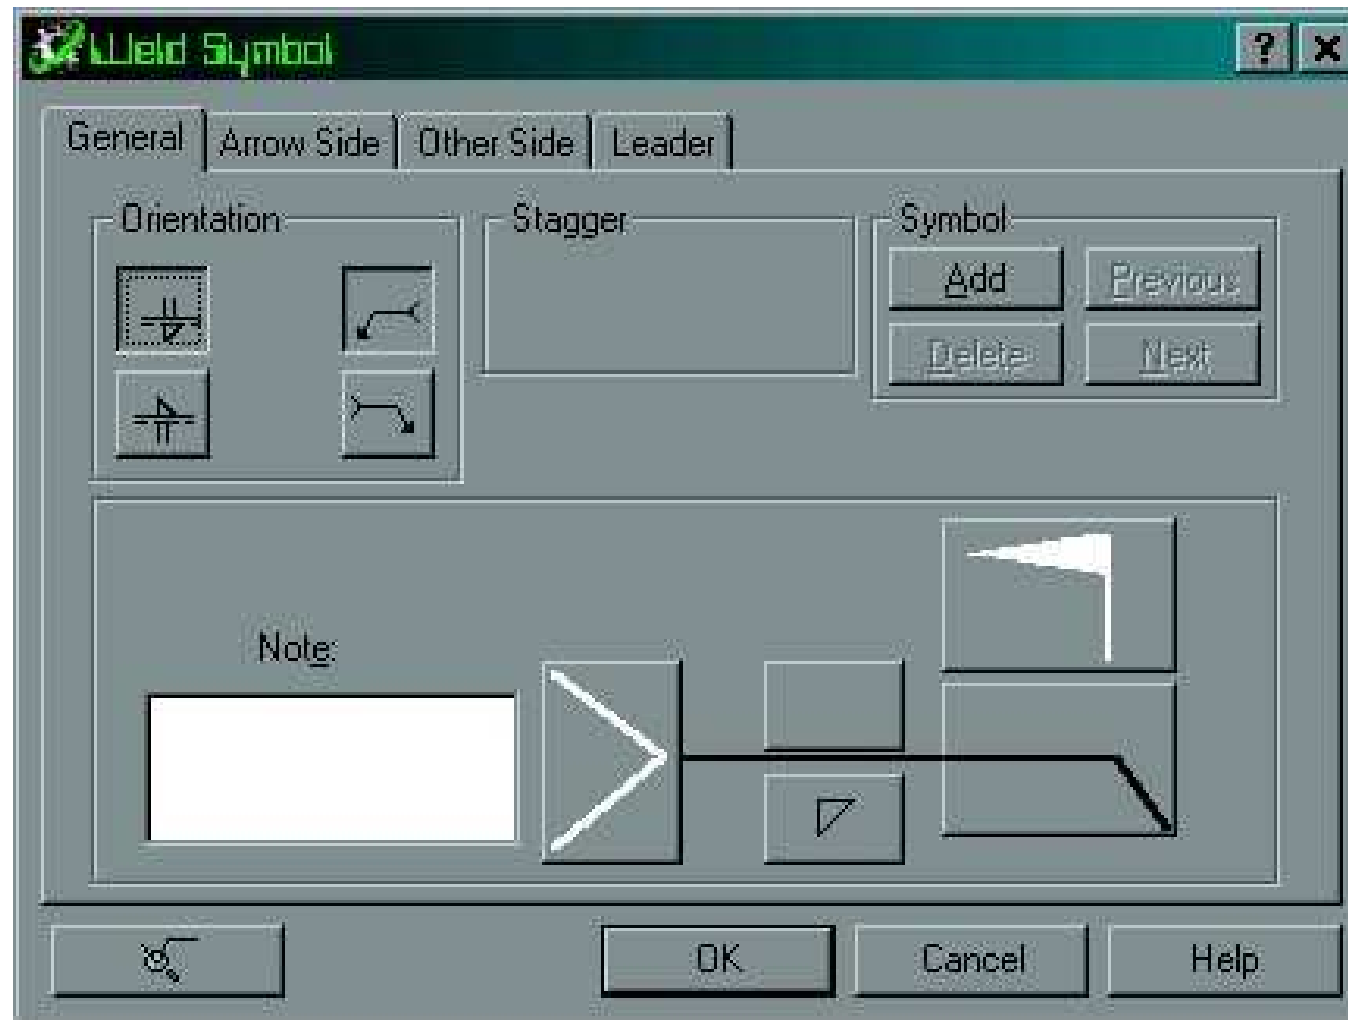 Weld Symbol ? x
General Arrow Side Other Side Leader
Orientation Stagger Symbol
Add Previous
Delete Next
Note:
OK Cancel Help